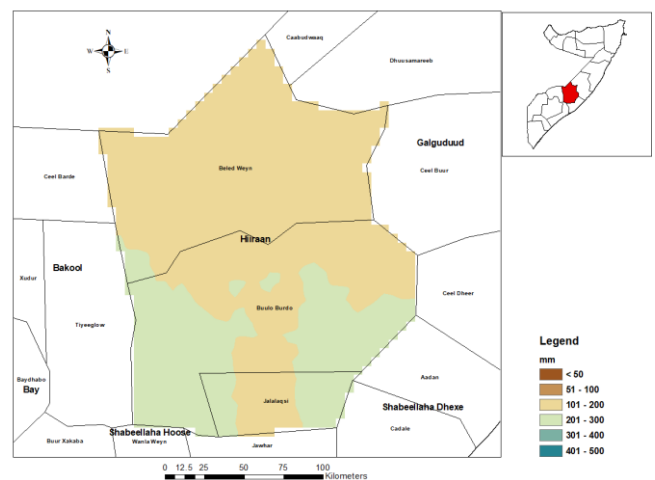 N
W E
S
Caabudwaaq
Dhuusamareeb
Galguduud
Ceel Barde
Beled Weyn
Ceel Buur
Hiiraan
Bakool
Xudur
Ceel Dheer
Buulo Burdo
Tiyeeglow
Baydhabo
Bay
Aadan
Jalalaqsi
Shabeellaha Dhexe
Shabeellaha Hoose
Buur Xakaba
Wanla Weyn
Jawhar
Cadale
0 12.5 25 50 75 100
Kilometers
Legend
mm
< 50
51 - 100
101 - 200
201 - 300
301 - 400
401 - 500